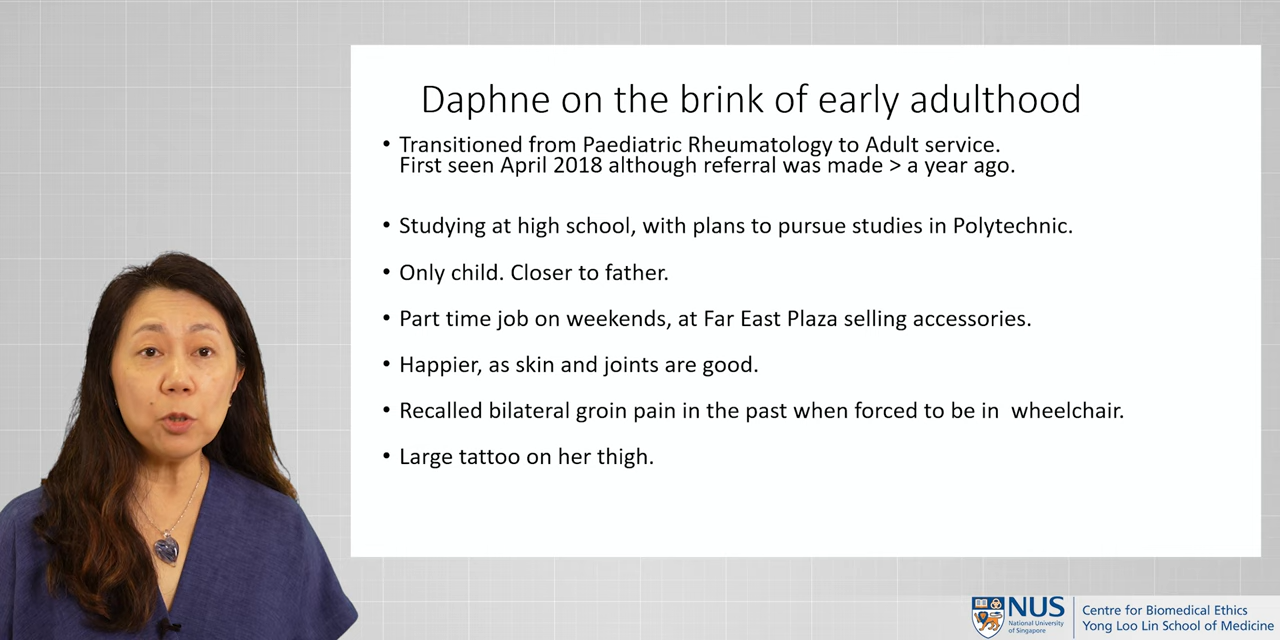 Daphne on the brink of early adulthood
• Transitioned from Paediatric Rheumatology to Adult service.
First seen April 2018 although referral was made > a year ago.
• Studying at high school, with plans to pursue studies in Polytechnic.
• Only child. Closer to father.
• Part time job on weekends, at Far East Plaza selling accessories.
• Happier, as skin and joints are good.
• Recalled bilateral groin pain in the past when forced to be in  wheelchair.
• Large tattoo on her thigh.
NUS
National University
of Singapore
Centre for Biomedical Ethics
Yong Loo Lin School of Medicine